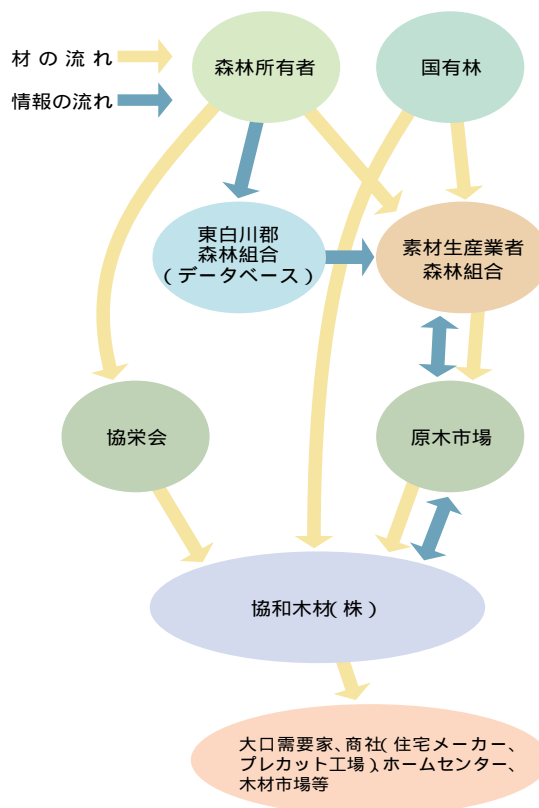 材の流れ
情報の流れ
森林所有者
国有林
東白川郡
森林組合
(データベース)
素材生産業者
森林組合
協栄会
原木市場
協和木材(株)
大口需要家、商社(住宅メーカー、
プレカット工場)、ホームセンター、
木材市場等